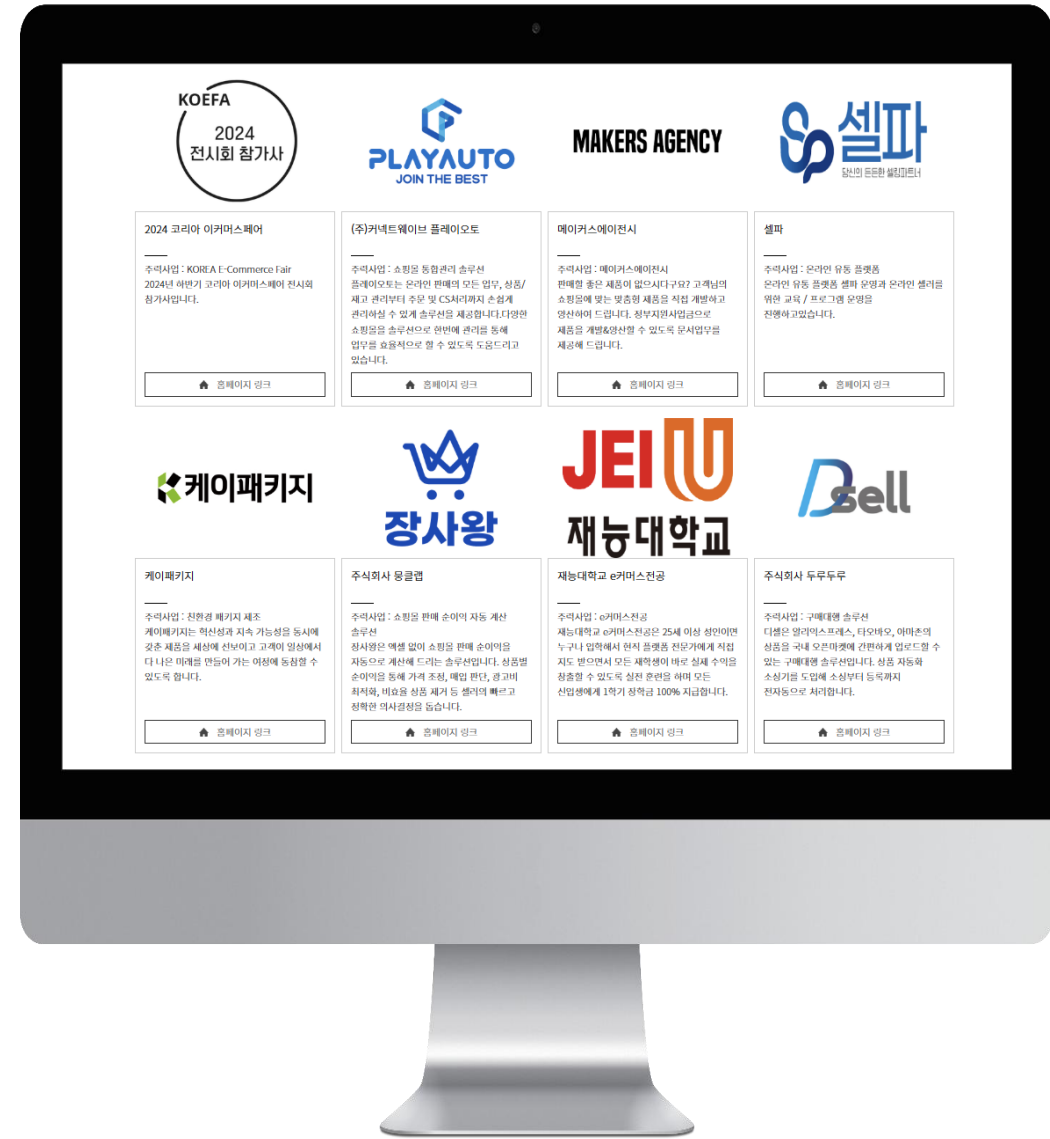 KOEFA
2024
전시회 참가사
PLAYAUTO
JOIN THE BEST
MAKERS AGENCY
Sp 셀파
당신의 든든한 셀링파트너
2024 코리아 이커머스페어
주력사업 : KOREA E-Commerce Fair
2024년 하반기 코리아 이커머스페어 전시회
참가사입니다.
홈페이지 링크
(주)커넥트웨이브 플레이오토
주력사업 : 쇼핑몰 통합관리 솔루션
플레이오토는 온라인 판매의 모든 업무, 상품/
재고 관리부터 주문 및 CS처리까지 손쉽게
관리하실 수 있게 솔루션을 제공합니다.다양한
쇼핑몰을 솔루션으로 한번에 관리를 통해
업무를 효율적으로 할 수 있도록 도움드리고
있습니다.
홈페이지 링크
메이커스에이전시
주력사업 : 메이커스에이전시
판매할 좋은 제품이 없으시다구요? 고객님의
쇼핑몰에 맞는 맞춤형 제품을 직접 개발하고
양산하여 드립니다. 정부지원사업금으로
제품을 개발&양산할 수 있도록 문서업무를
제공해 드립니다.
홈페이지 링크
셀파
주력사업 : 온라인 유통 플랫폼
온라인 유통 플랫폼 셀파 운영과 온라인 셀러를
위한 교육 / 프로그램 운영을
진행하고있습니다.
홈페이지 링크
케이패키지
장사왕
JEIU
재능대학교
Dsell
케이패키지
주력사업 : 친환경 패키지 제조
케이패키지는 혁신성과 지속 가능성을 동시에
갖춘 제품을 세상에 선보이고 고객이 일상에서
더 나은 미래를 만들어 가는 여정에 동참할 수
있도록 합니다.
홈페이지 링크
주식회사 뭉클랩
주력사업 : 쇼핑몰 판매 순이익 자동 계산
솔루션
장사왕은 엑셀 없이 쇼핑몰 판매 순이익을
자동으로 계산해 드리는 솔루션입니다. 상품별
순이익을 통해 가격 조정, 매입 판단, 광고비
최적화, 비효율 상품 제거 등 셀러의 빠르고
정확한 의사결정을 돕습니다.
홈페이지 링크
재능대학교 e커머스전공
주력사업 : e커머스전공
재능대학교 e커머스전공은 25세 이상 성인이면
누구나 입학해서 현직 플랫폼 전문가에게 직접
지도 받으면서 모든 재학생이 바로 실제 수익을
창출할 수 있도록 실전 훈련을 하며 모든
신입생에게 1학기 장학금 100% 지급합니다.
홈페이지 링크
주식회사 두루두루
주력사업 : 구매대행 솔루션
디셀은 알리익스프레스, 타오바오, 아마존의
상품을 국내 오픈마켓에 간편하게 업로드할 수
있는 구매대행 솔루션입니다. 상품 자동화
소싱기를 도입해 소싱부터 등록까지
전자동으로 처리합니다.
홈페이지 링크